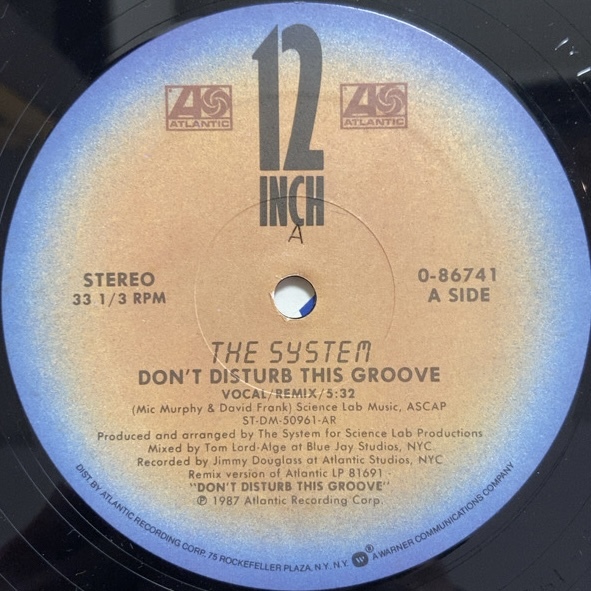 12
INCH
ATLANTIC
ATLANTIC
A
STEREO
33 1/3 RPM
0-86741
A SIDE
THE SYSTEM
DON'T DISTURB THIS GROOVE
VOCAL/REMIX/5:32
(Mic Murphy & David Frank) Science Lab Music, ASCAP
ST-DM-50961-AR
Produced and arranged by The System for Science Lab Productions
Mixed by Tom Lord-Alge at Blue Jay Studios, NYC.
Recorded by Jimmy Douglass at Atlantic Studios, NYC
Remix version of Atlantic LP 81691
"DON'T DISTURB THIS GROOVE"
℗ 1987 Atlantic Recording Corp.
DIST. BY ATLANTIC RECORDING CORP. 75 ROCKEFELLER PLAZA, N.Y. N.Y. ® A WARNER COMMUNICATIONS COMPANY